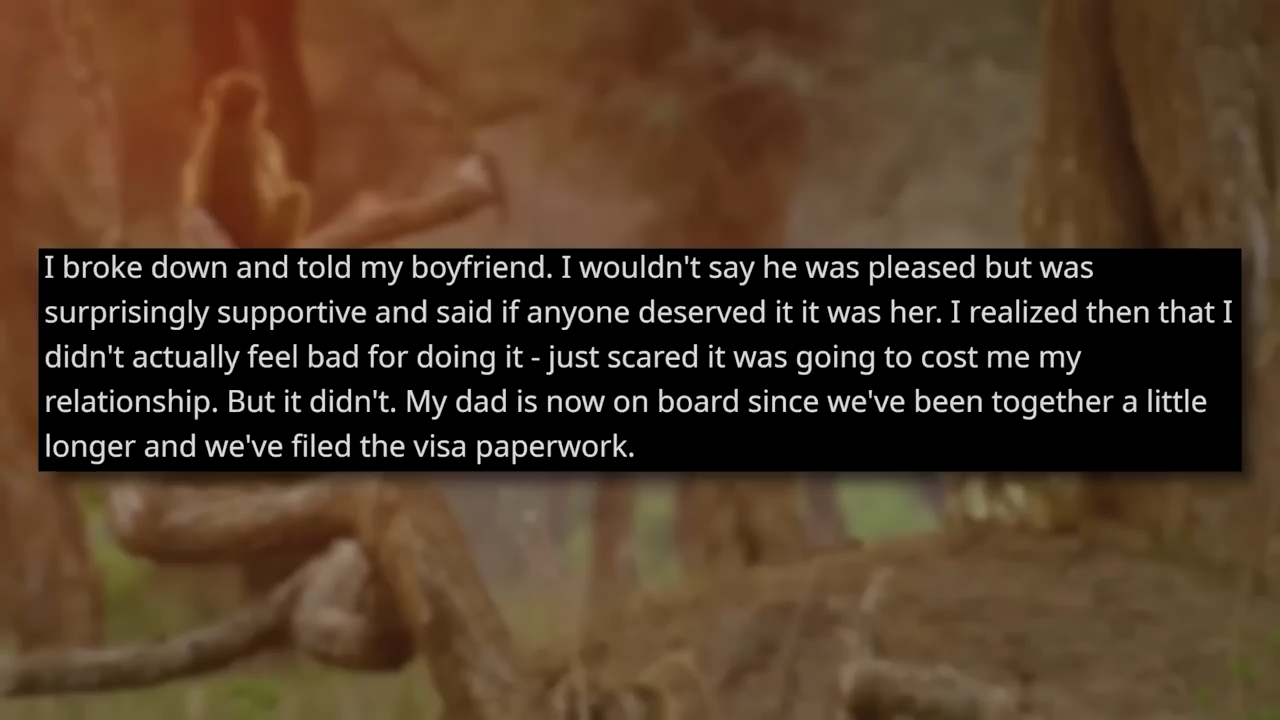 I broke down and told my boyfriend. I wouldn't say he was pleased but was
surprisingly supportive and said if anyone deserved it it was her. I realized then that I
didn't actually feel bad for doing it - just scared it was going to cost me my
relationship. But it didn't. My dad is now on board since we've been together a little
longer and we've filed the visa paperwork.